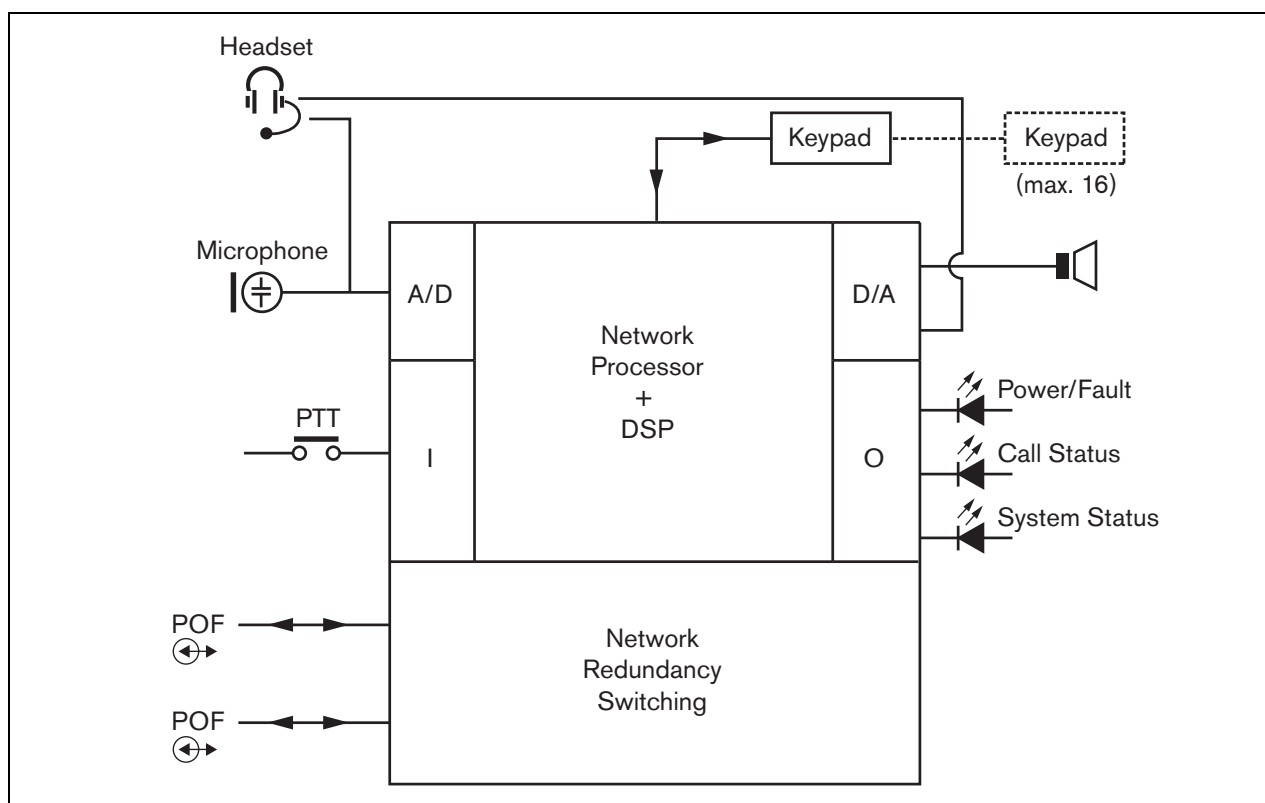 Headset
Keypad
Keypad
(max. 16)
Microphone
A/D
D/A
Network
Processor
+
DSP
PTT
I
O
Power/Fault
Call Status
System Status
POF
POF
Network
Redundancy
Switching